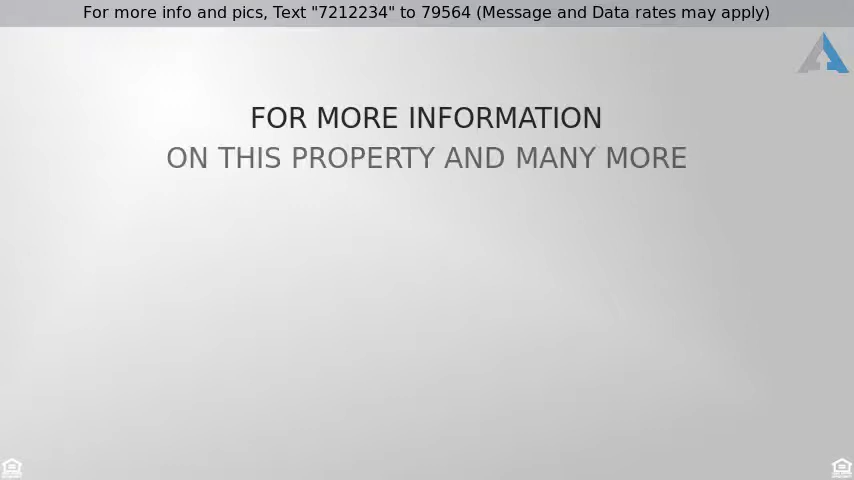 For more info and pics, Text "7212234" to 79564 (Message and Data rates may apply)
FOR MORE INFORMATION
ON THIS PROPERTY AND MANY MORE